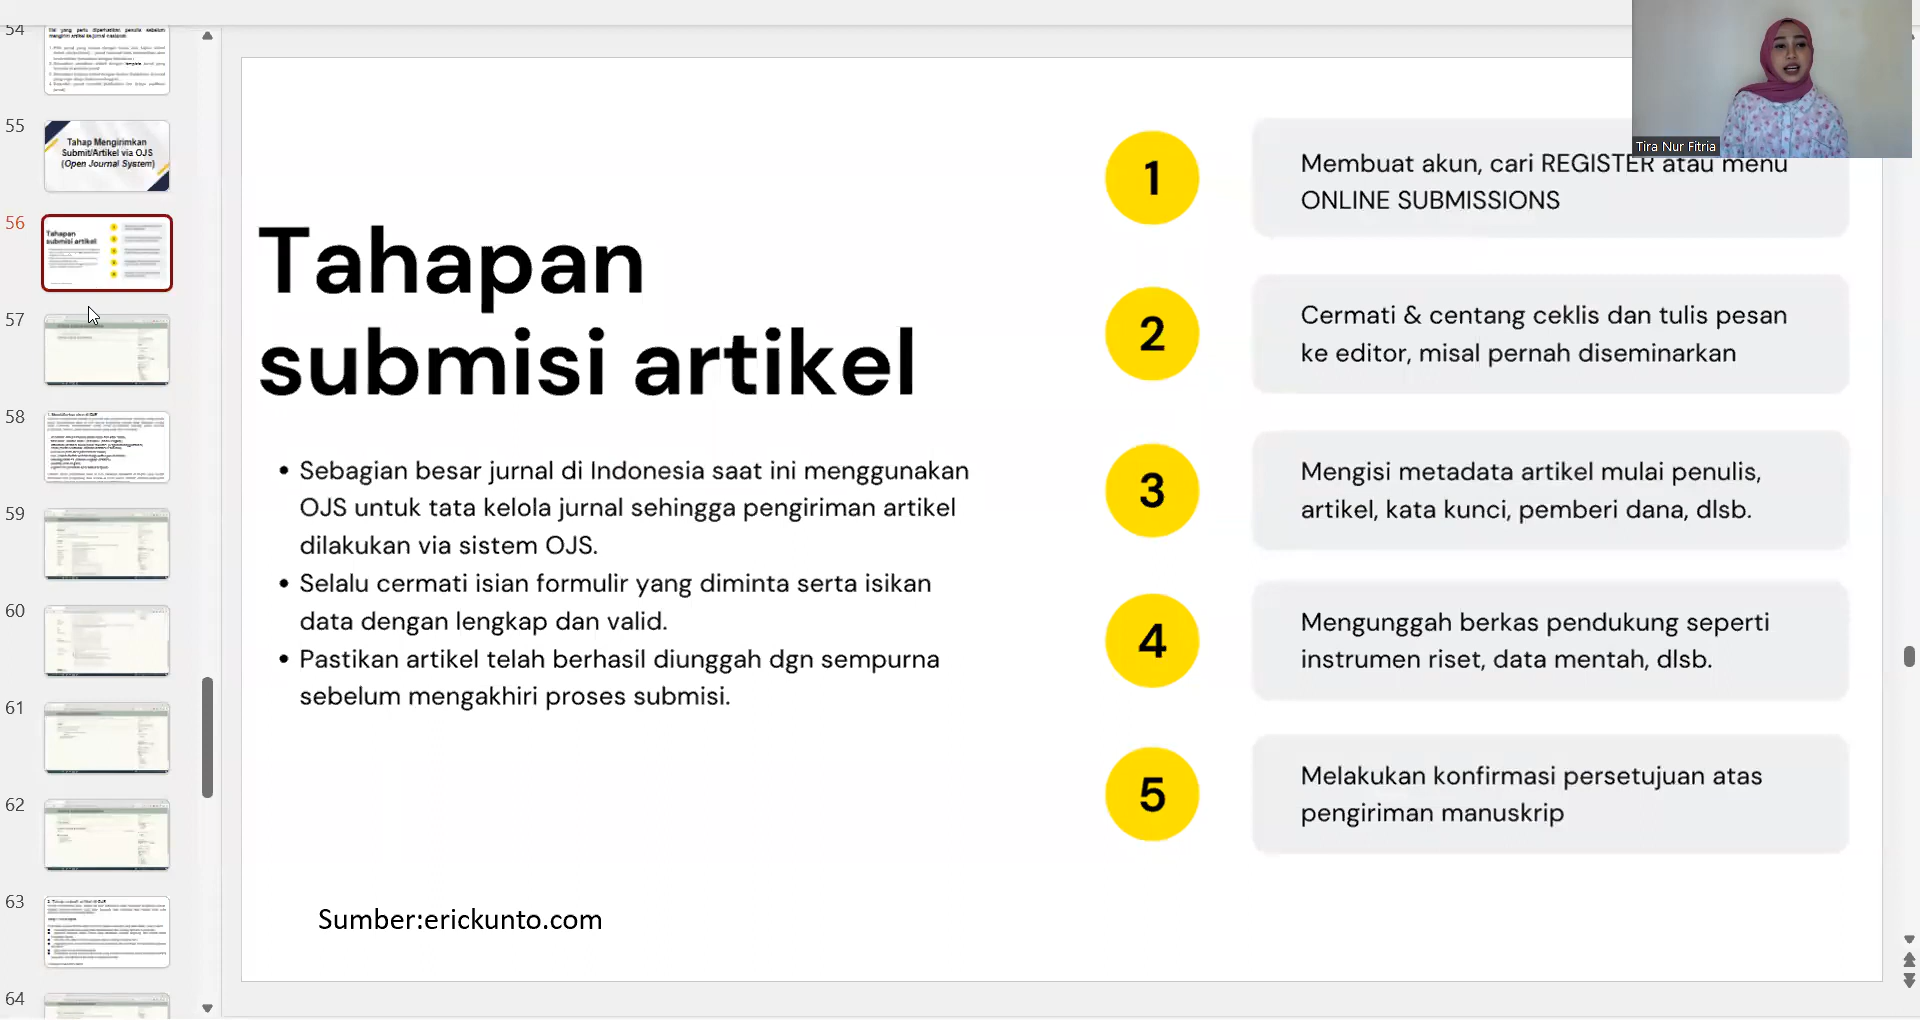 54
55
Tahap Mengirimkan
Submit/Artikel via OJS
(Open Journal System)
56
Tahapan
submisi artikel
57
58
59
60
61
62
63
64
Tahapan
submisi artikel
• Sebagian besar jurnal di Indonesia saat ini menggunakan
OJS untuk tata kelola jurnal sehingga pengiriman artikel
dilakukan via sistem OJS.
• Selalu cermati isian formulir yang diminta serta isikan
data dengan lengkap dan valid.
• Pastikan artikel telah berhasil diunggah dgn sempurna
sebelum mengakhiri proses submisi.
Sumber:erickunto.com
1
Membuat akun, cari REGISTER atau menu
ONLINE SUBMISSIONS
2
Cermati & centang ceklis dan tulis pesan
ke editor, misal pernah diseminarkan
3
Mengisi metadata artikel mulai penulis,
artikel, kata kunci, pemberi dana, dlsb.
4
Mengunggah berkas pendukung seperti
instrumen riset, data mentah, dlsb.
5
Melakukan konfirmasi persetujuan atas
pengiriman manuskrip
Tira Nur Fitria